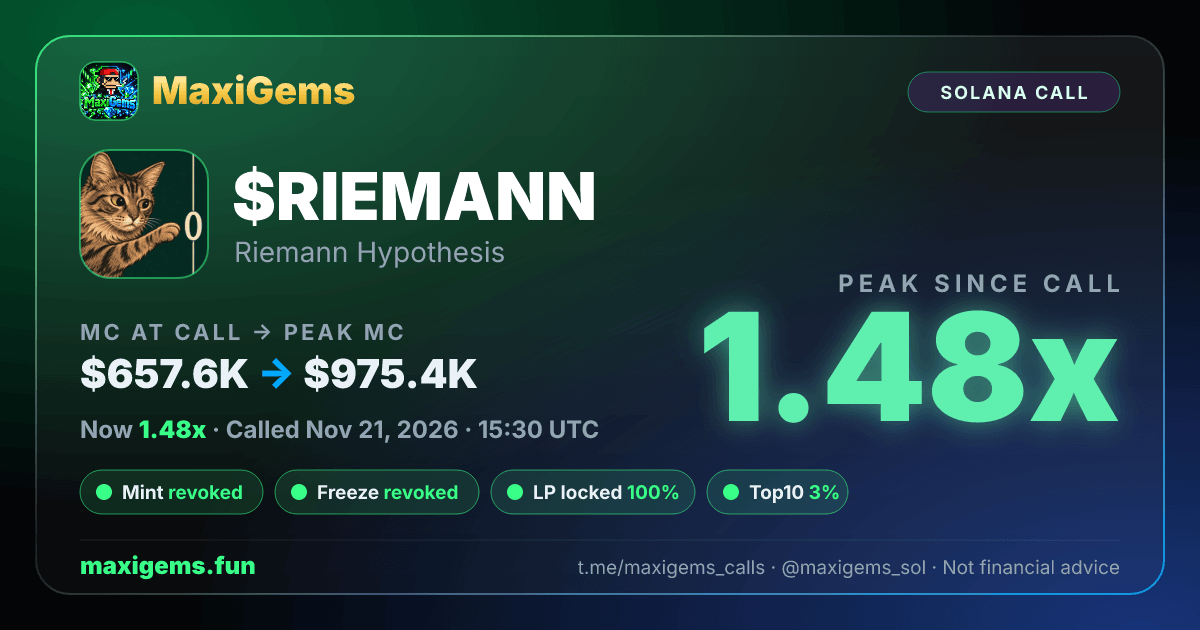 MaxiGems
MaxiGems
SOLANA CALL
0
$RIEMANN
Riemann Hypothesis
PEAK SINCE CALL
1.48x
MC AT CALL → PEAK MC
$657.6K → $975.4K
Now 1.48x · Called Nov 21, 2026 · 15:30 UTC
Mint revoked
Freeze revoked
LP locked 100%
Top10 3%
maxigems.fun
t.me/maxigems_calls · @maxigems_sol · Not financial advice